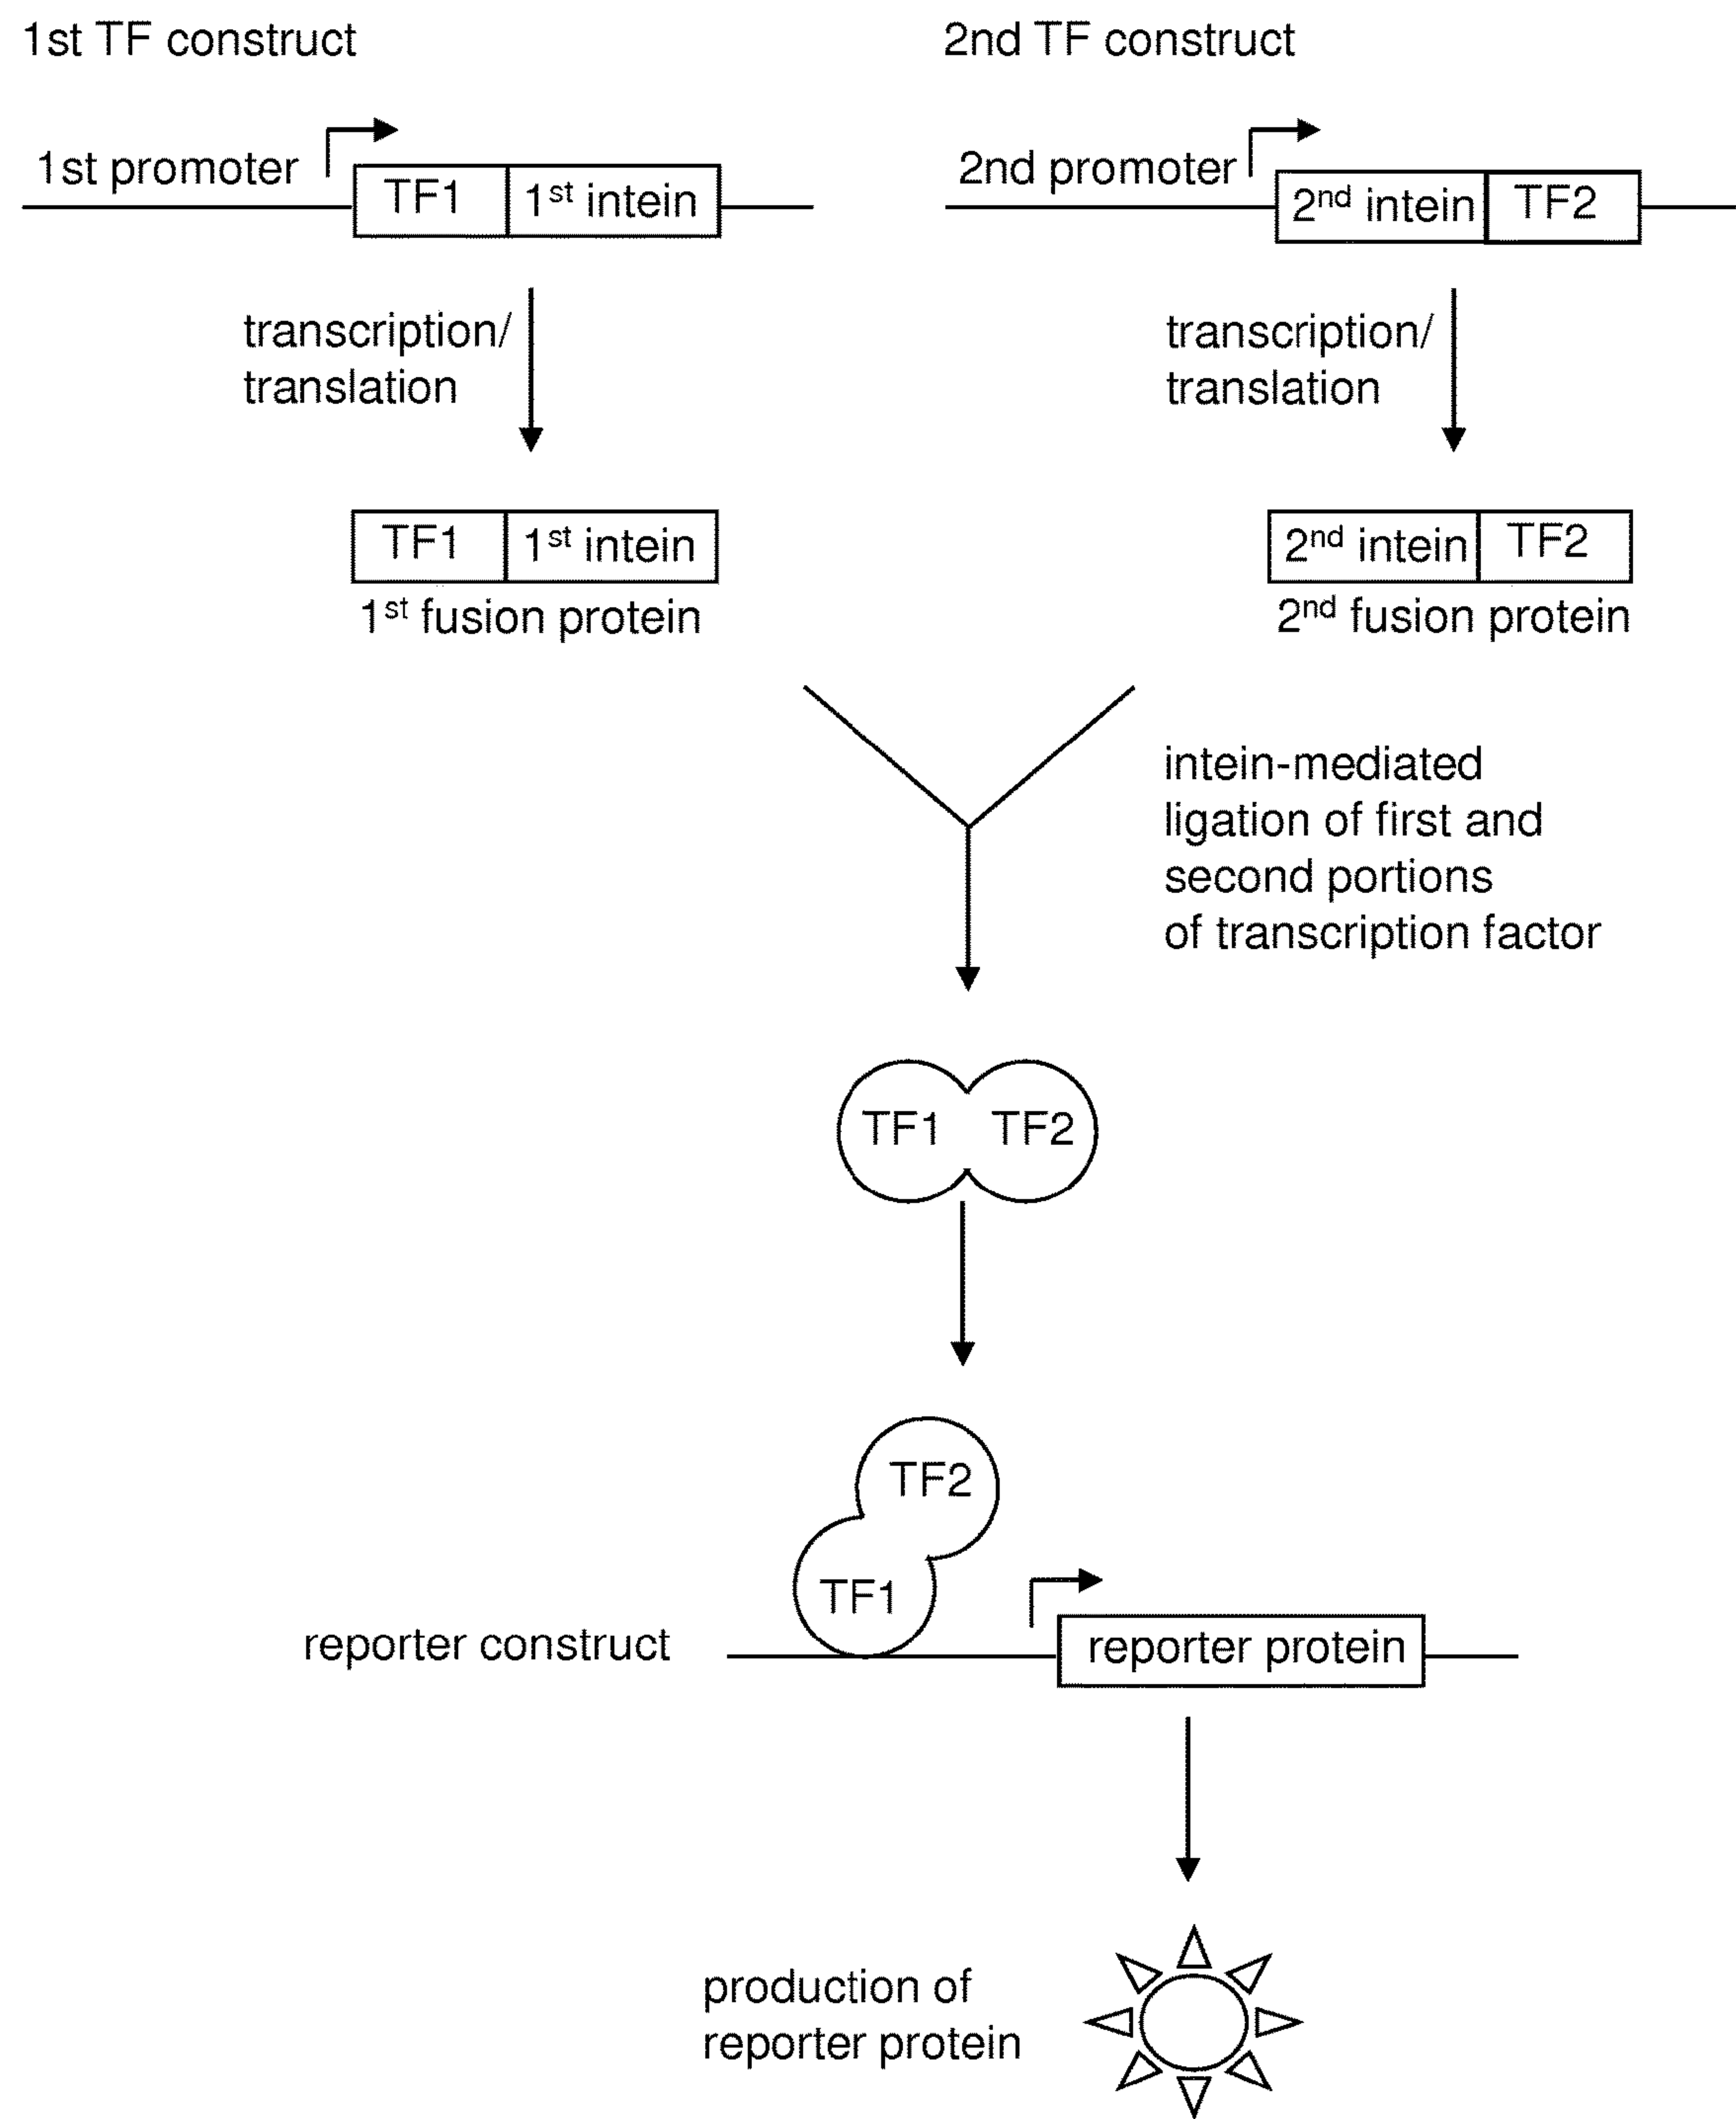 1st TF construct
2nd TF construct
1st promoter
TF1
1st intein
2nd promoter
2nd intein
TF2
transcription/
translation
transcription/
translation
TF1
1st intein
1st fusion protein
2nd intein
TF2
2nd fusion protein
intein-mediated
ligation of first and
second portions
of transcription factor
TF1
TF2
TF2
TF1
reporter construct
reporter protein
production of
reporter protein